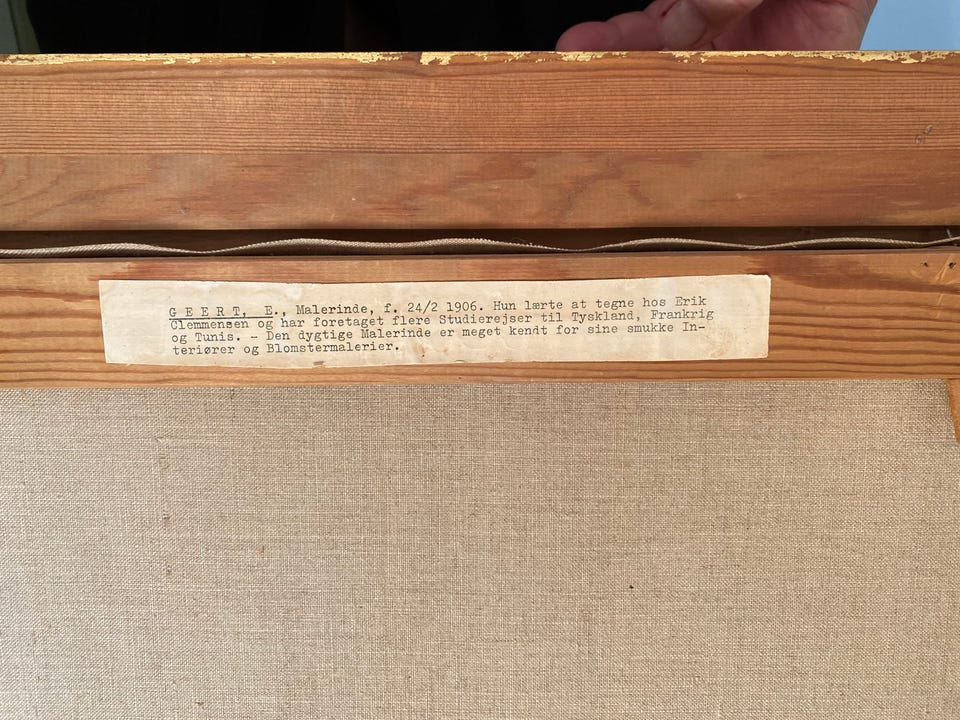 GEERT, E., Malerinde, f. 24/2 1906. Hun lærte at tegne hos Erik
Clemmensen og har foretaget flere Studierejser til Tyskland, Frankrig
og Tunis. - Den dygtige Malerinde er meget kendt for sine smukke In-
teriører og Blomstermalerier.